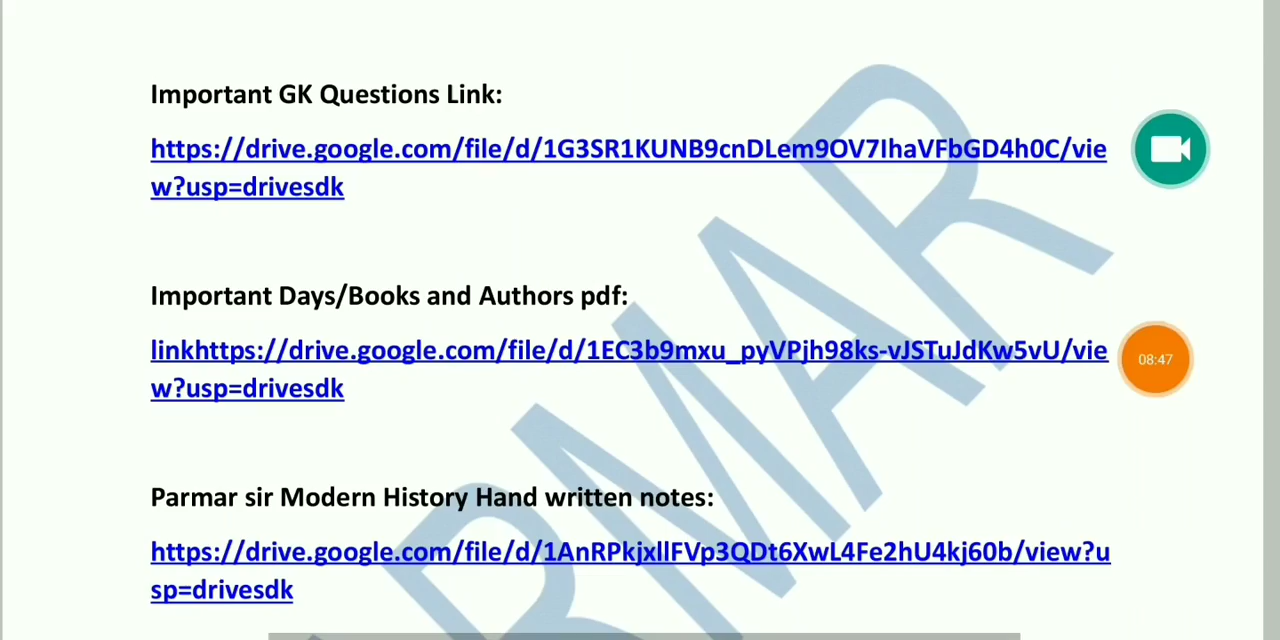 Important GK Questions Link:
https://drive.google.com/file/d/1G3SR1KUNB9cnDLem9OV7IhaVFbGD4h0C/vie
w?usp=drivesdk
Important Days/Books and Authors pdf:
linkhttps://drive.google.com/file/d/1EC3b9mxu_pyVPjh98ks-vJSTuJdKw5vU/vie
w?usp=drivesdk
08:47
Parmar sir Modern History Hand written notes:
https://drive.google.com/file/d/1AnRPkjxllFVp3QDt6XwL4Fe2hU4kj60b/view?u
sp=drivesdk
ARMAR